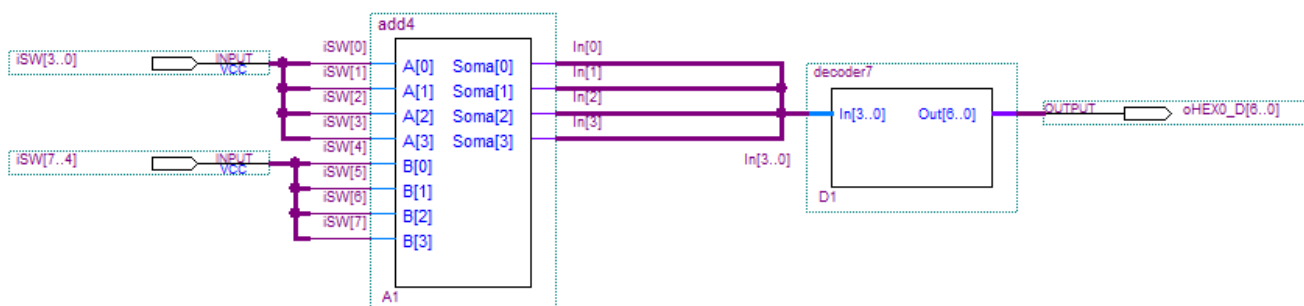 add4
iSW[3..0]
INPUT
VCC
iSW[0]
iSW[1]
iSW[2]
iSW[3]
iSW[4]
iSW[5]
iSW[6]
iSW[7]
iSW[7..4]
INPUT
VCC
A[0] Soma[0]
A[1] Soma[1]
A[2] Soma[2]
A[3] Soma[3]
B[0]
B[1]
B[2]
B[3]
A1
In[0]
In[1]
In[2]
In[3]
In[3..0]
decoder7
In[3..0] Out[6..0]
D1
OUTPUT
oHEX0_D[6..0]